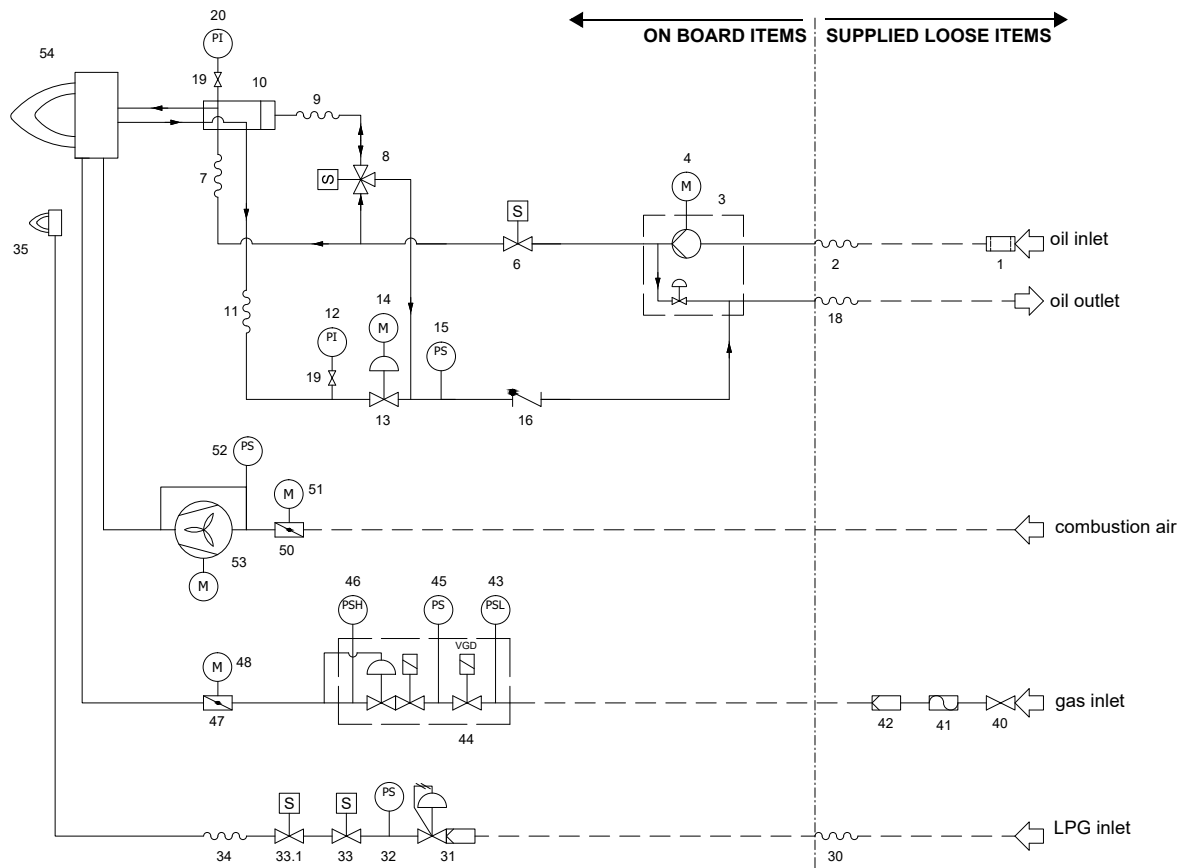 ON BOARD ITEMS
SUPPLIED LOOSE ITEMS
20
54
PI
19
10
9
4
8
M
3
7
S
S
35
6
2
1
oil inlet
14
12
15
11
M
18
oil outlet
PI
PS
19
13
16
52
PS
M
51
53
50
combustion air
M
46
45
43
PSH
PS
PSL
VGD
M
48
47
44
42
41
40
gas inlet
S
S
PS
34
33.1
33
32
31
30
LPG inlet